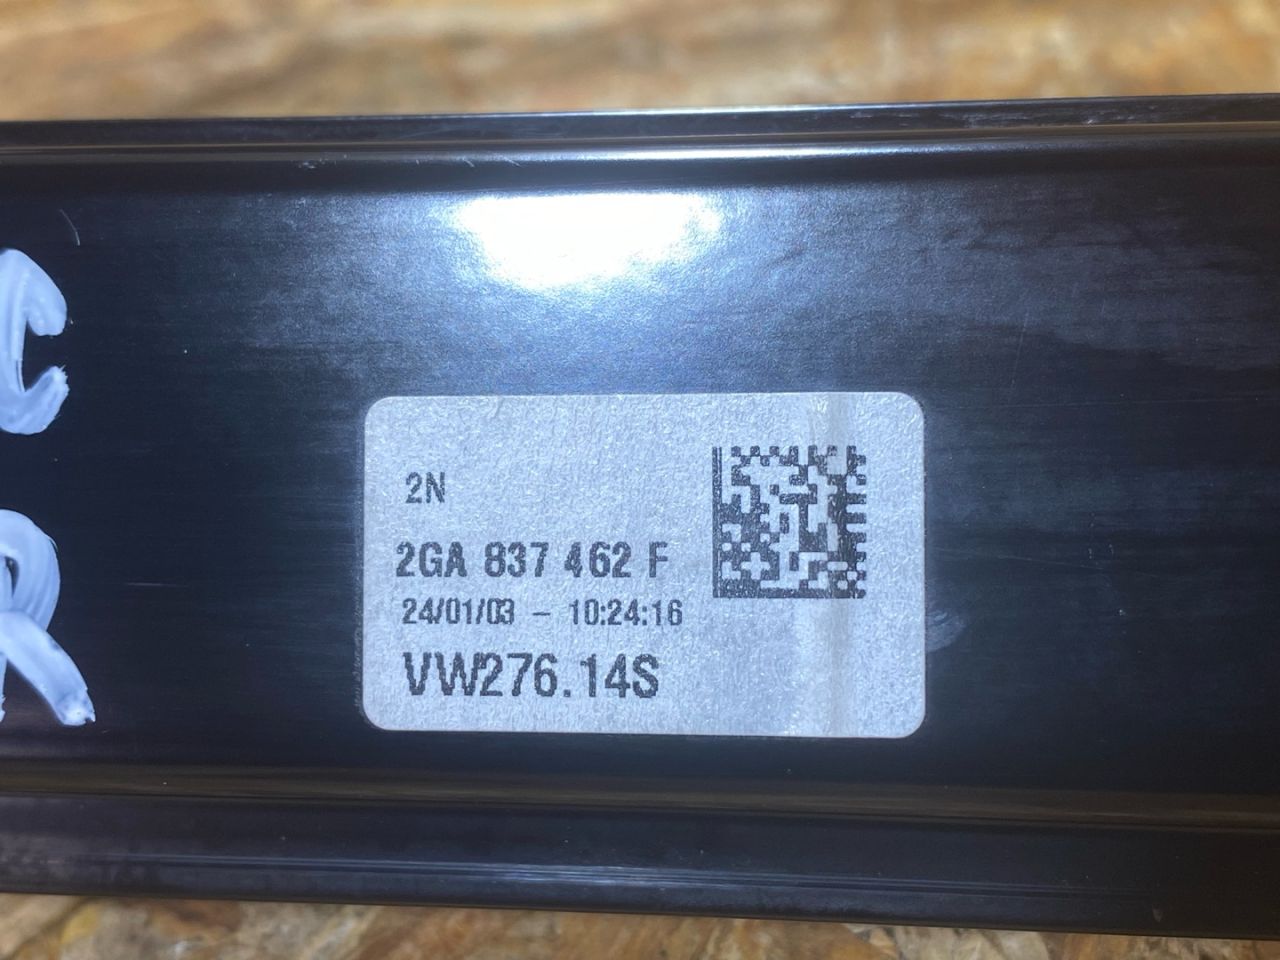 C
R
2N
2GA 837 462 F
24/01/03 - 10:24:16
VW276.14S